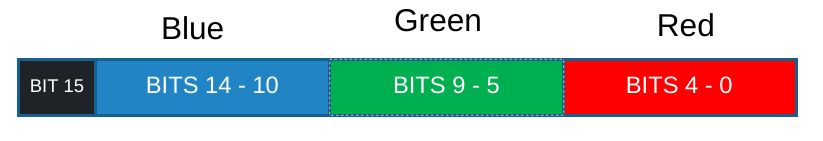 Blue
Green
Red
BIT 15
BITS 14 - 10
BITS 9 - 5
BITS 4 - 0